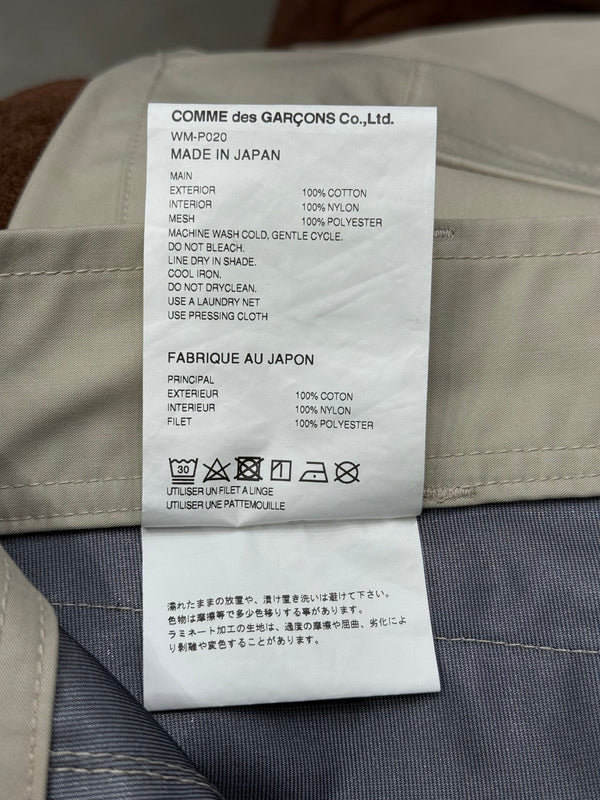 COMME des GARÇONS Co.,Ltd.
WM-P020
MADE IN JAPAN
MAIN
EXTERIOR 100% COTTON
INTERIOR 100% NYLON
MESH 100% POLYESTER
MACHINE WASH COLD, GENTLE CYCLE.
DO NOT BLEACH.
LINE DRY IN SHADE.
COOL IRON.
DO NOT DRYCLEAN.
USE A LAUNDRY NET
USE PRESSING CLOTH
FABRIQUE AU JAPON
PRINCIPAL
EXTERIEUR 100% COTON
INTERIEUR 100% NYLON
FILET 100% POLYESTER
30
UTILISER UN FILET A LINGE
UTILISER UNE PATTEMOUILLE
濡れたままの放置や、漬け置き洗いは避けて下さい。
色物は摩擦等で多少色移りする事があります。
ラミネート加工の生地は、過度の摩擦や屈曲、劣化によ
り剥離や変色することがあります。